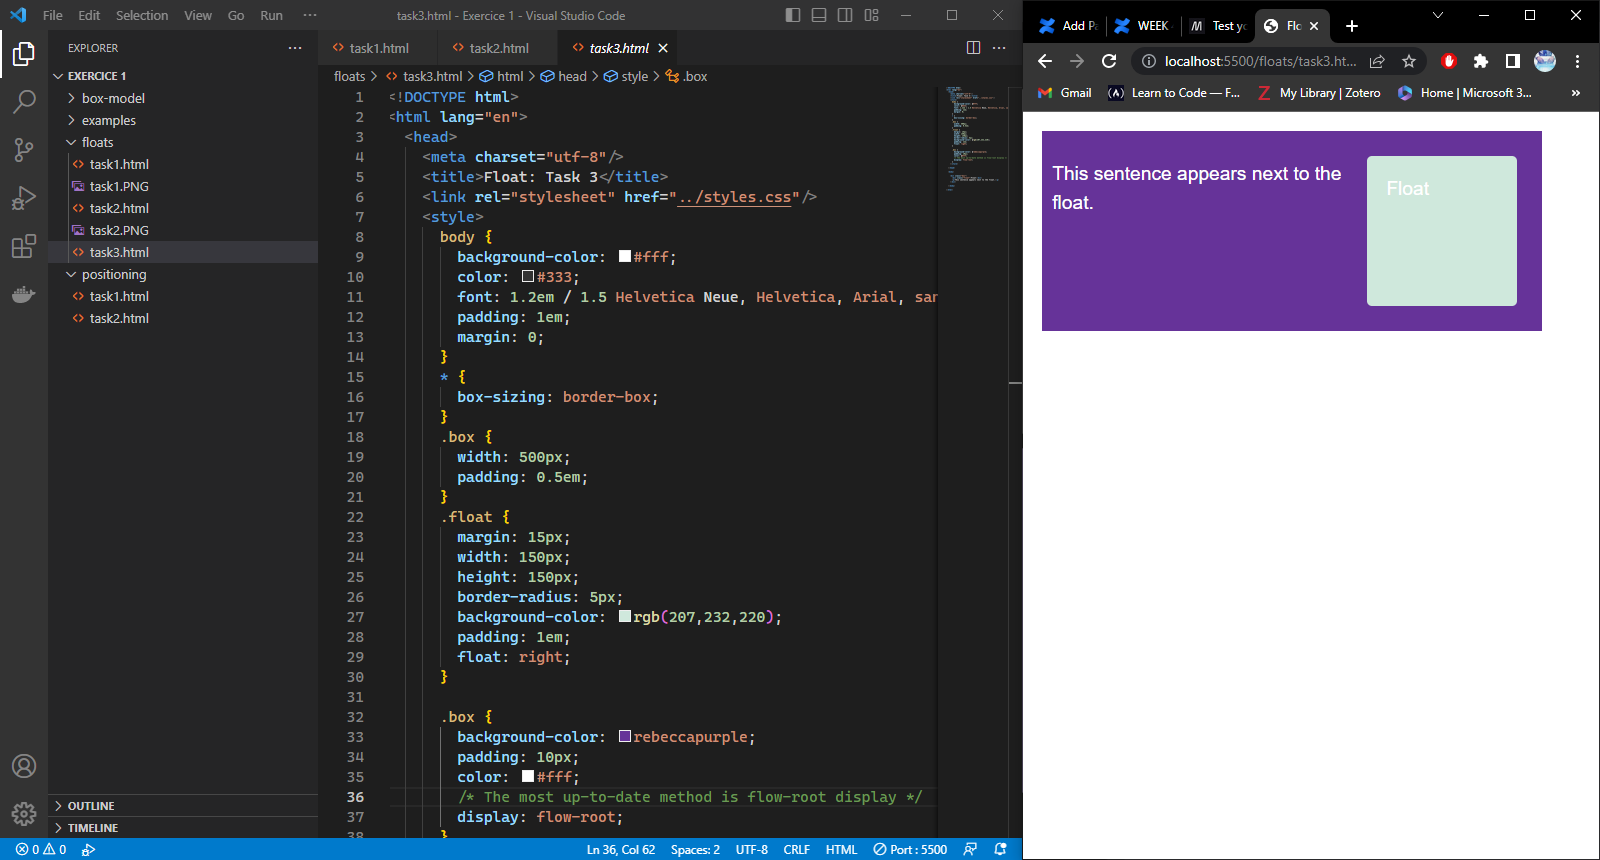 File Edit Selection View Go Run ··· task3.html - Exercice 1 - Visual Studio Code
EXPLORER ···
EXERCICE 1
box-model
examples
floats
task1.html
task1.PNG
task2.html
task2.PNG
task3.html
positioning
task1.html
task2.html
OUTLINE
TIMELINE
task1.html task2.html task3.html
floats > task3.html > html > head > style > .box
1 <!DOCTYPE html>
2 <html lang="en">
3 <head>
4 <meta charset="utf-8"/>
5 <title>Float: Task 3</title>
6 <link rel="stylesheet" href="../styles.css"/>
7 <style>
8 body {
9 background-color: #fff;
10 color: #333;
11 font: 1.2em / 1.5 Helvetica Neue, Helvetica, Arial, san
12 padding: 1em;
13 margin: 0;
14 }
15 * {
16 box-sizing: border-box;
17 }
18 .box {
19 width: 500px;
20 padding: 0.5em;
21 }
22 .float {
23 margin: 15px;
24 width: 150px;
25 height: 150px;
26 border-radius: 5px;
27 background-color: rgb(207,232,220);
28 padding: 1em;
29 float: right;
30 }
31
32 .box {
33 background-color: rebeccapurple;
34 padding: 10px;
35 color: #fff;
36 /* The most up-to-date method is flow-root display */
37 display: flow-root;
38 }
0 0 Ln 36, Col 62 Spaces: 2 UTF-8 CRLF HTML Port : 5500
Add P WEEK Test y Flo
localhost:5500/floats/task3.ht...
Gmail Learn to Code — F... My Library | Zotero Home | Microsoft 3... »
This sentence appears next to the
float.
Float